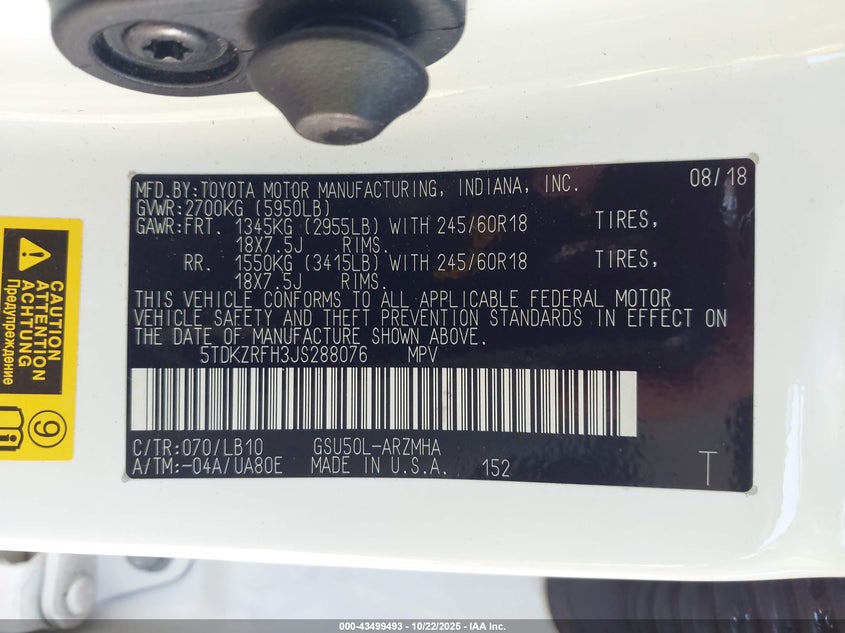 MFD.BY:TOYOTA MOTOR MANUFACTURING, INDIANA, INC. 08/18
GVWR:2700KG (5950LB)
GAWR:FRT. 1345KG (2955LB) WITH 245/60R18 TIRES,
18X7.5J RIMS.
RR. 1550KG (3415LB) WITH 245/60R18 TIRES,
18X7.5J RIMS.
THIS VEHICLE CONFORMS TO ALL APPLICABLE FEDERAL MOTOR
VEHICLE SAFETY AND THEFT PREVENTION STANDARDS IN EFFECT ON
THE DATE OF MANUFACTURE SHOWN ABOVE.
5TDKZRFH3JS288076 MPV
C/TR:070/LB10 GSU50L-ARZMHA
A/TM:-04A/UA80E MADE IN U.S.A. 152 T
CAUTION
ATTENTION
ACHTUNG
Предупреждение
9
000-43499493 - 10/22/2025 - IAA Inc.